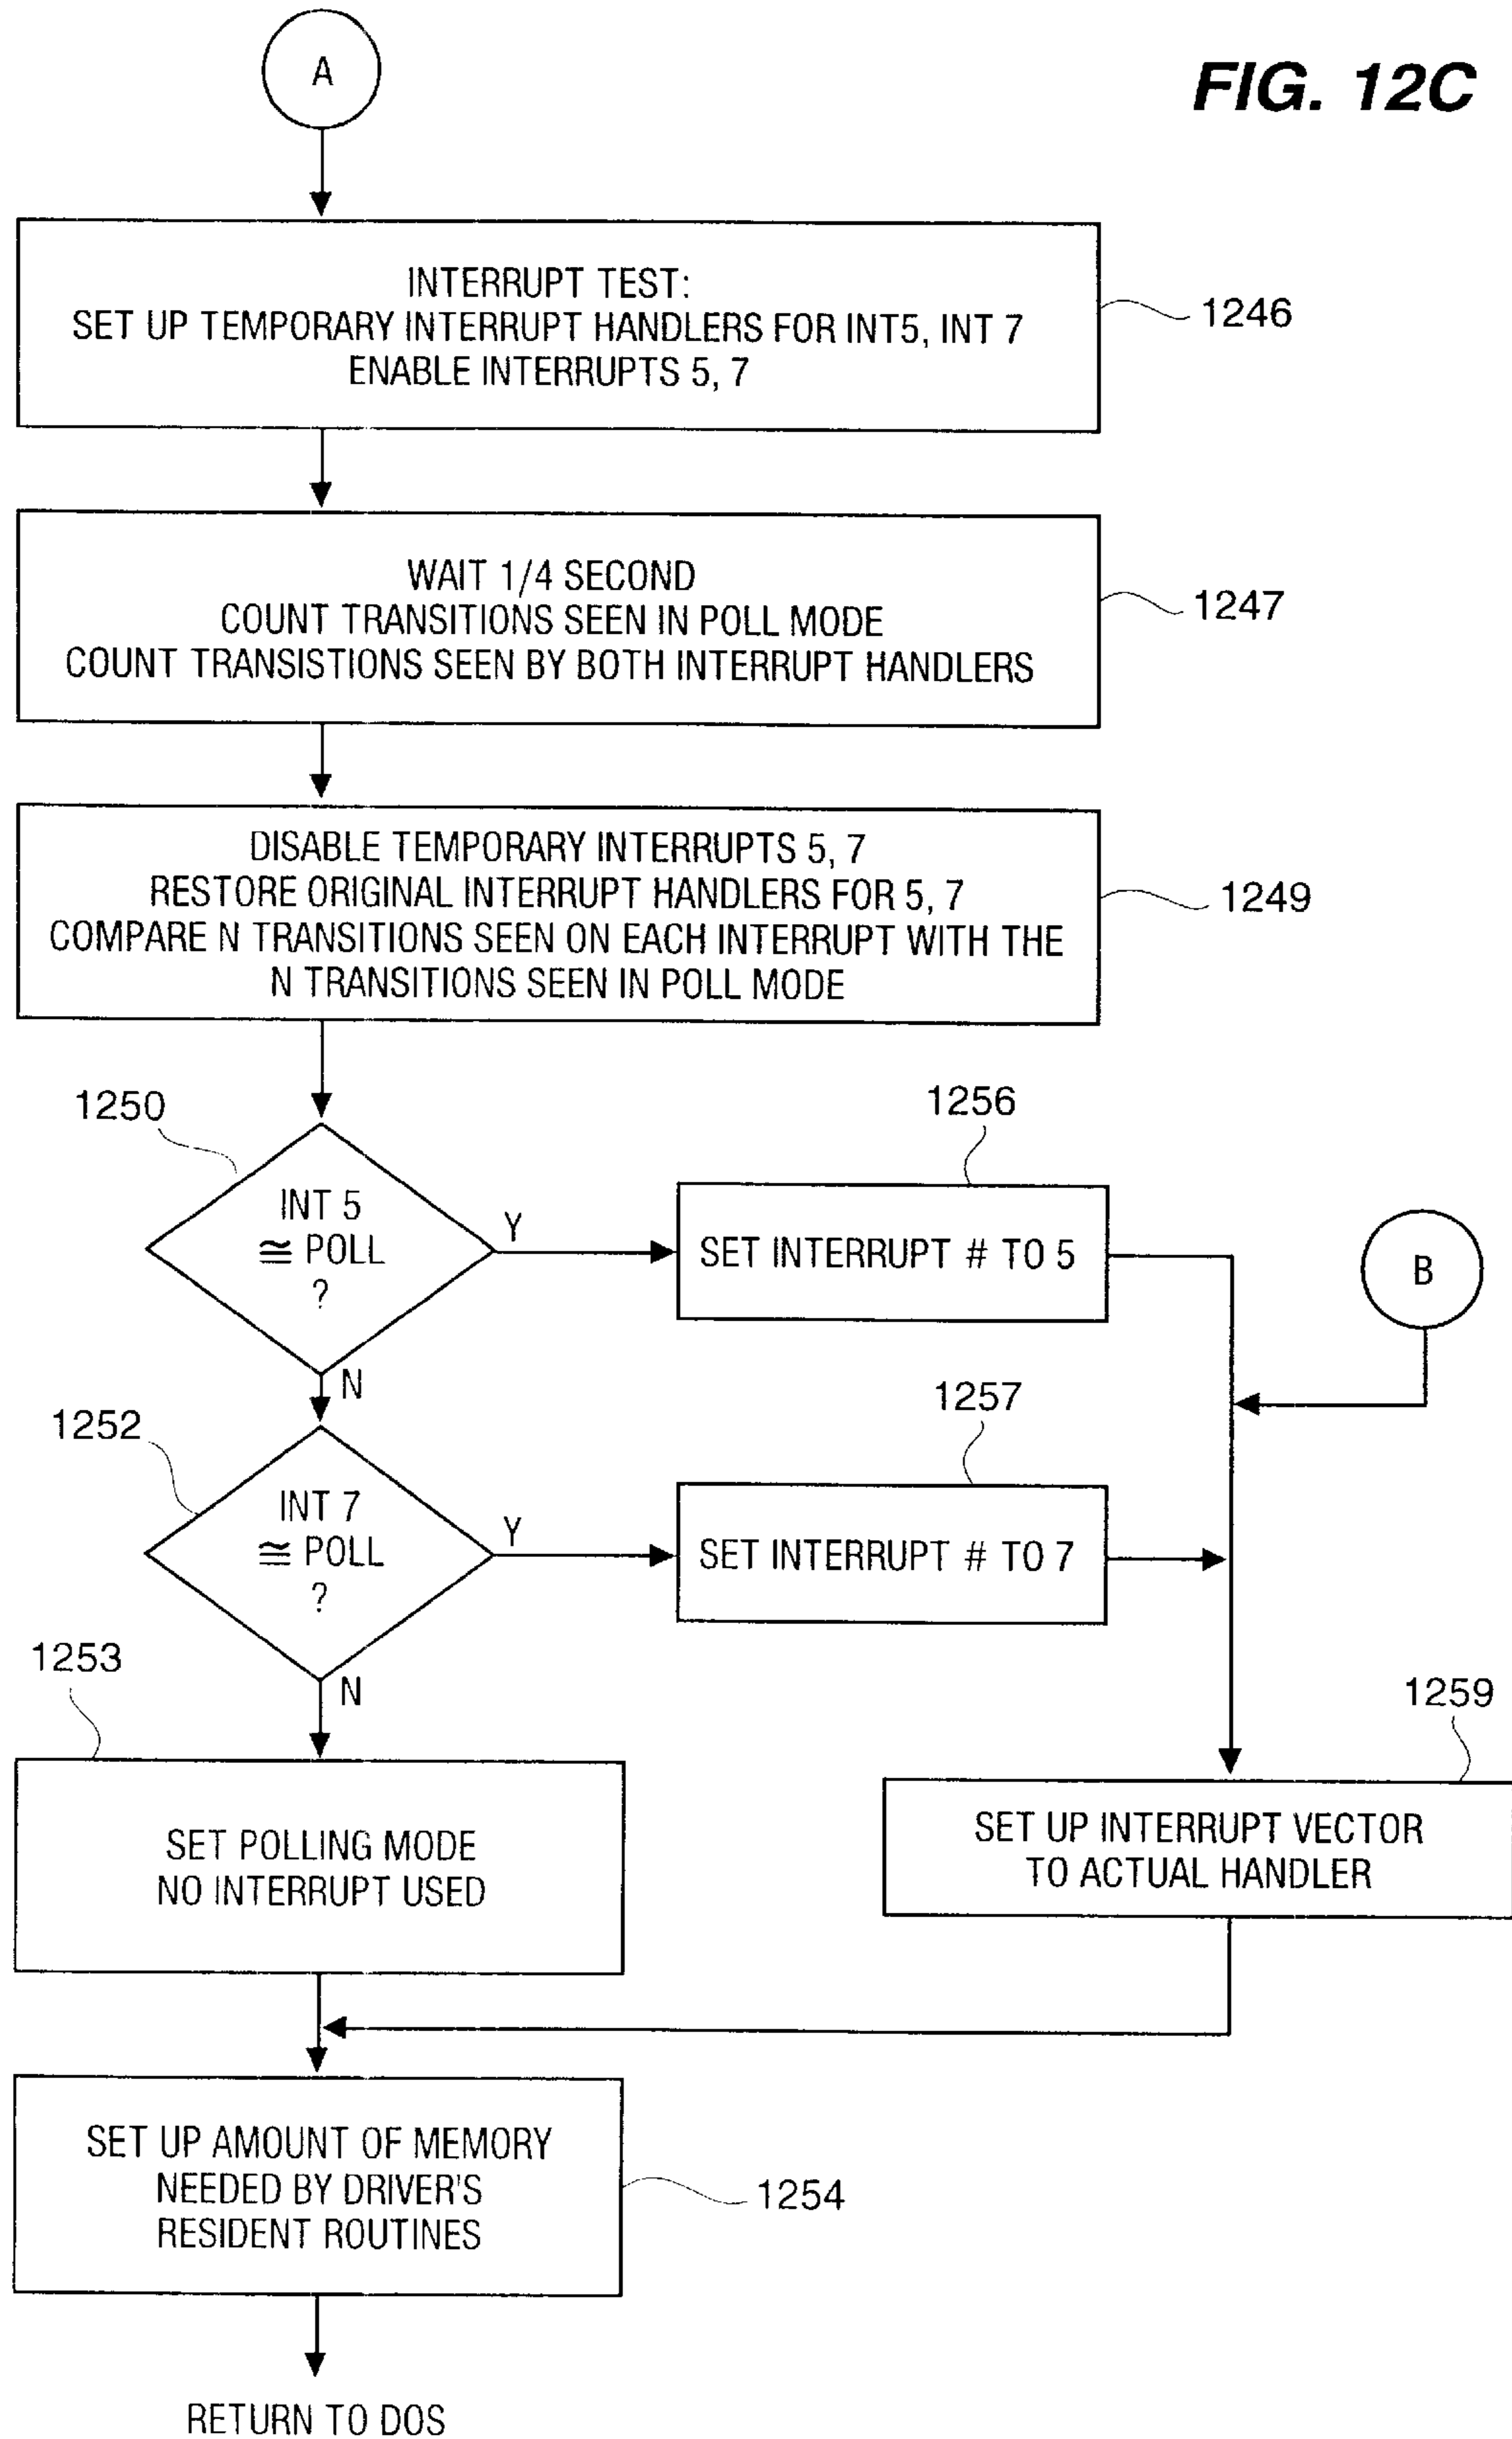 A
FIG. 12C
INTERRUPT TEST:
SET UP TEMPORARY INTERRUPT HANDLERS FOR INT5, INT 7
ENABLE INTERRUPTS 5, 7
1246
WAIT 1/4 SECOND
COUNT TRANSITIONS SEEN IN POLL MODE
COUNT TRANSISTIONS SEEN BY BOTH INTERRUPT HANDLERS
1247
DISABLE TEMPORARY INTERRUPTS 5, 7
RESTORE ORIGINAL INTERRUPT HANDLERS FOR 5, 7
COMPARE N TRANSITIONS SEEN ON EACH INTERRUPT WITH THE
N TRANSITIONS SEEN IN POLL MODE
1249
1250
INT 5
≅ POLL
?
Y
N
1256
SET INTERRUPT # TO 5
B
1252
INT 7
≅ POLL
?
Y
N
1257
SET INTERRUPT # TO 7
1253
SET POLLING MODE
NO INTERRUPT USED
1259
SET UP INTERRUPT VECTOR
TO ACTUAL HANDLER
SET UP AMOUNT OF MEMORY
NEEDED BY DRIVER'S
RESIDENT ROUTINES
1254
RETURN TO DOS